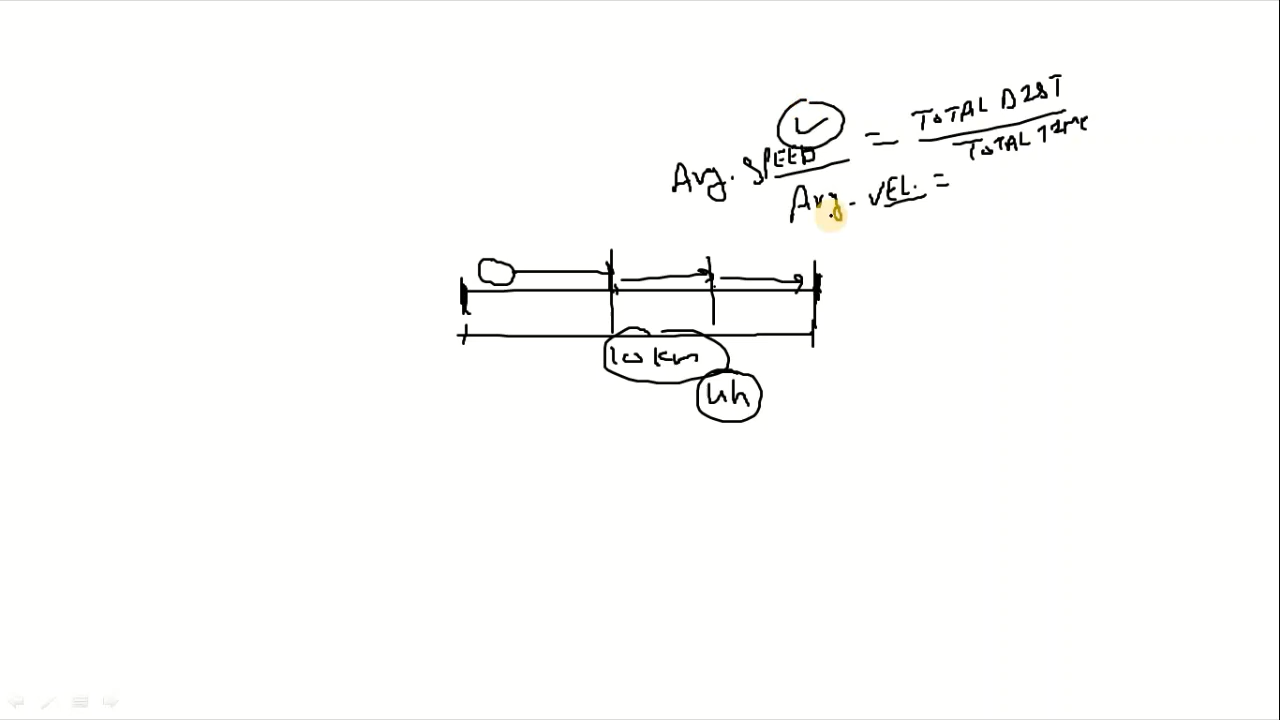 Avg. SPEED = TOTAL DIST
TOTAL TIME
Avg. VEL. =
10 km
4h